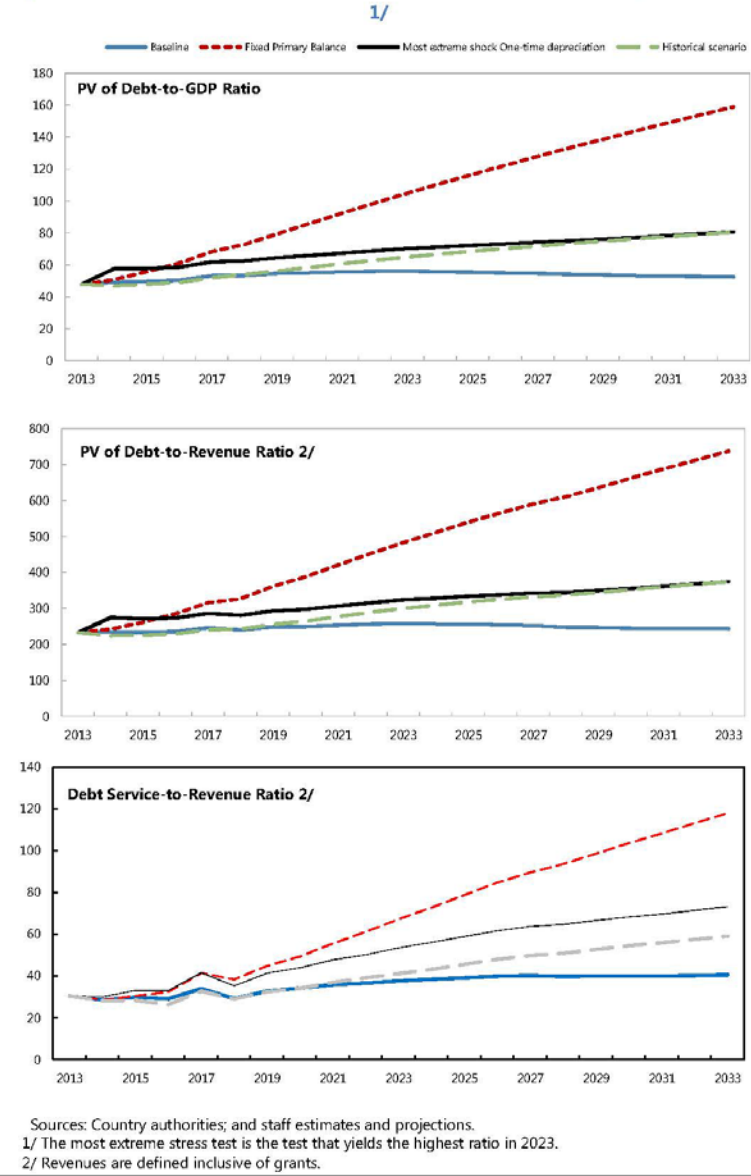 1/
Baseline Fixed Primary Balance Most extreme shock One-time depreciation Historical scenario
PV of Debt-to-GDP Ratio
180
160
140
120
100
80
60
40
20
0
2013 2015 2017 2019 2021 2023 2025 2027 2029 2031 2033
PV of Debt-to-Revenue Ratio 2/
800
700
600
500
400
300
200
100
0
2013 2015 2017 2019 2021 2023 2025 2027 2029 2031 2033
Debt Service-to-Revenue Ratio 2/
140
120
100
80
60
40
20
0
2013 2015 2017 2019 2021 2023 2025 2027 2029 2031 2033
Sources: Country authorities; and staff estimates and projections.
1/ The most extreme stress test is the test that yields the highest ratio in 2023.
2/ Revenues are defined inclusive of grants.